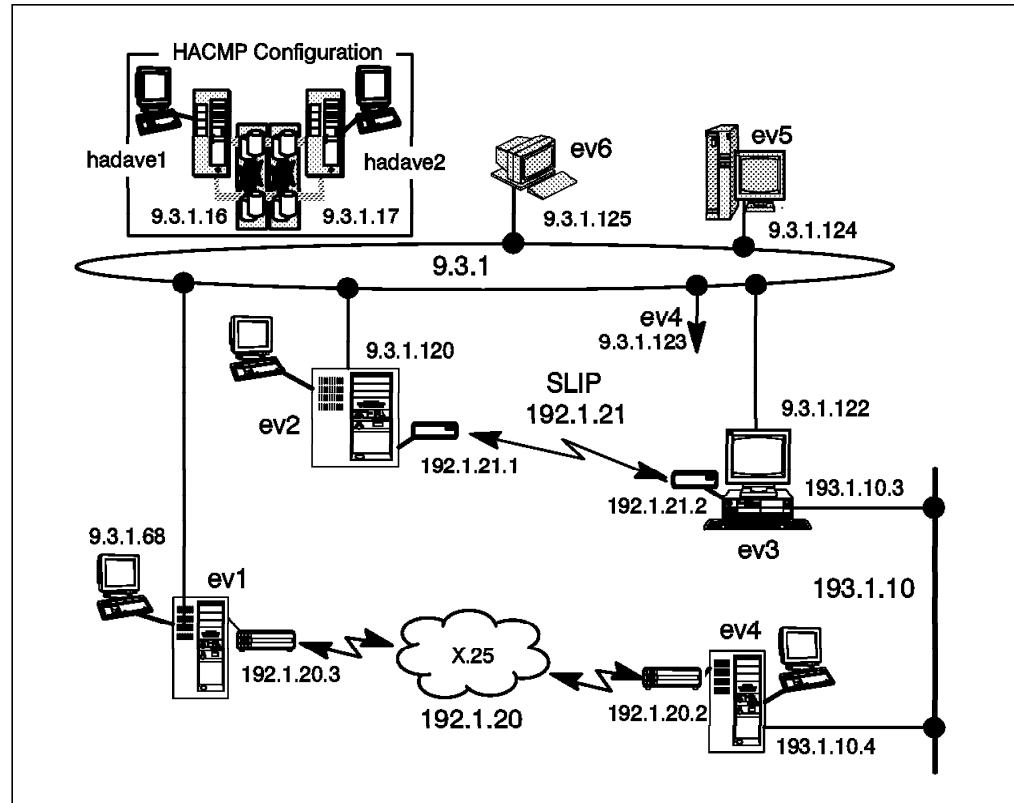 HACMP Configuration
hadave1
hadave2
9.3.1.16
9.3.1.17
ev6
9.3.1.125
ev5
9.3.1.124
9.3.1
ev4
9.3.1.123
9.3.1.120
ev2
SLIP
192.1.21
9.3.1.122
192.1.21.1
192.1.21.2
193.1.10.3
ev3
9.3.1.68
ev1
193.1.10
192.1.20.3
X.25
192.1.20
ev4
192.1.20.2
193.1.10.4